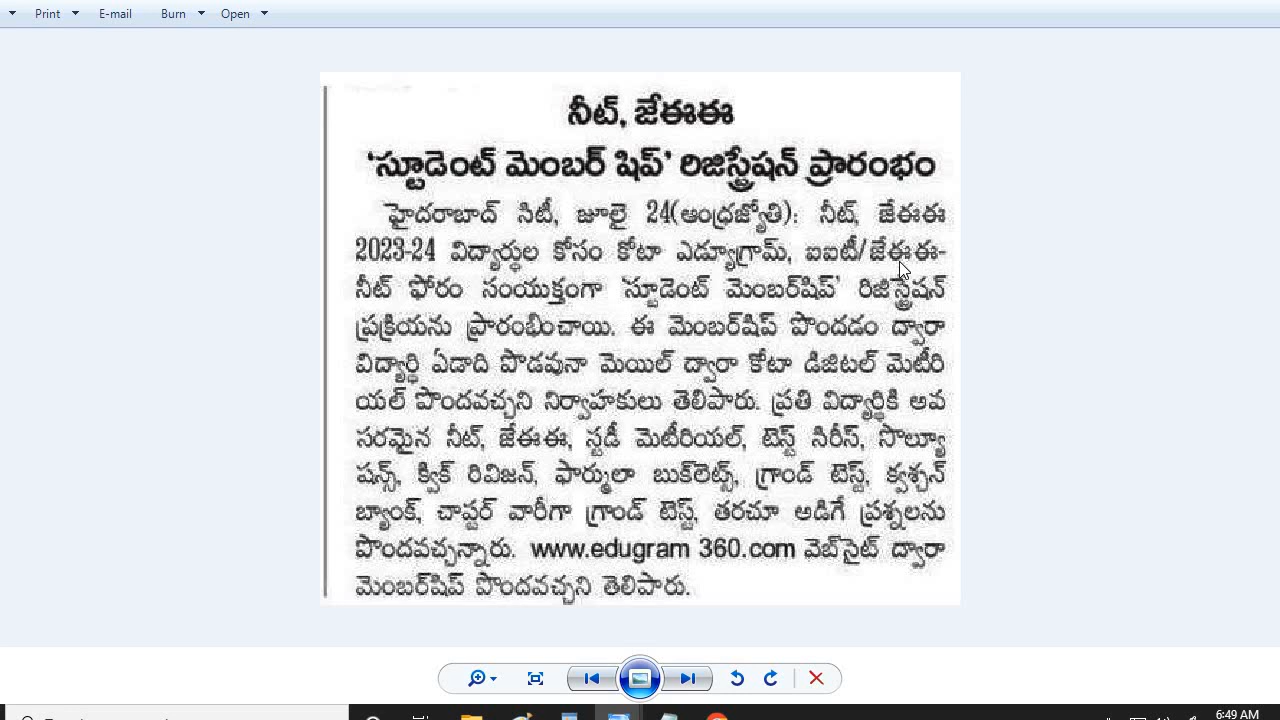 Print E-mail Burn Open
నీట్, జేఈఈ
‘స్టూడెంట్ మెంబర్ షిప్’ రిజిస్ట్రేషన్ ప్రారంభం
హైదరాబాద్ సిటీ, జూలై 24(ఆంధ్రజ్యోతి): నీట్, జేఈఈ
2023-24 విద్యార్థుల కోసం కోటా ఎడ్యూగ్రామ్, ఐఐటీ/జేఈఈ-
నీట్ ఫోరం సంయుక్తంగా ‘స్టూడెంట్ మెంబర్‌షిప్’ రిజిస్ట్రేషన్
ప్రక్రియను ప్రారంభించాయి. ఈ మెంబర్‌షిప్ పొందడం ద్వారా
విద్యార్థి ఏడాది పొడవునా మెయిల్ ద్వారా కోటా డిజిటల్ మెటీరి
యల్ పొందవచ్చని నిర్వాహకులు తెలిపారు. ప్రతి విద్యార్థికి అవ
సరమైన నీట్, జేఈఈ, స్టడీ మెటీరియల్, టెస్ట్ సిరీస్, సొల్యూ
షన్స్, క్విక్ రివిజన్, ఫార్ములా బుక్‌లెట్స్, గ్రాండ్ టెస్ట్, క్వశ్చన్
బ్యాంక్, చాప్టర్ వారీగా గ్రాండ్ టెస్ట్, తరచూ అడిగే ప్రశ్నలను
పొందవచ్చన్నారు. www.edugram 360.com వెబ్‌సైట్ ద్వారా
మెంబర్‌షిప్ పొందవచ్చని తెలిపారు.
6:49 AM